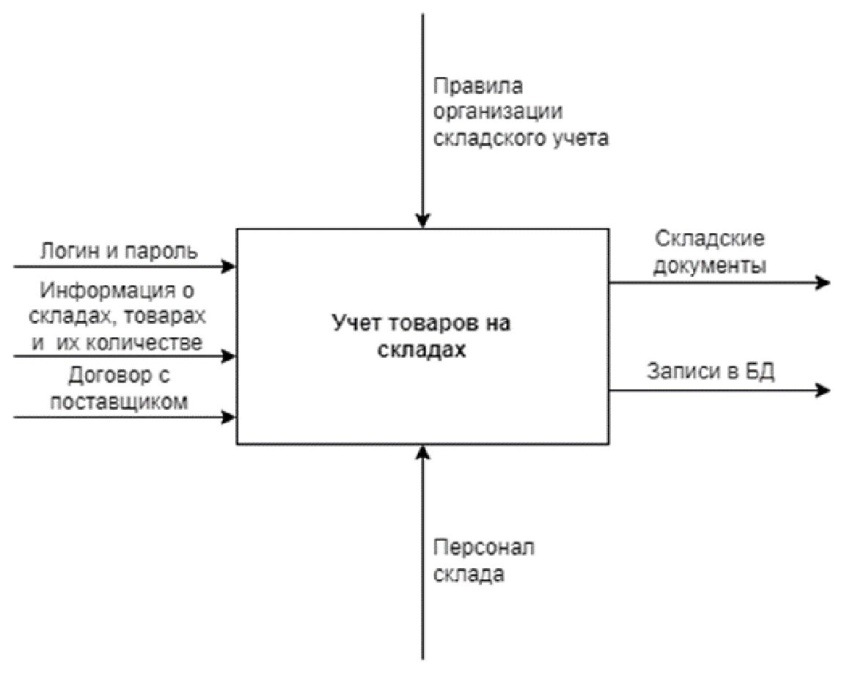 Правила
организации
складского учета
Логин и пароль
Информация о
складах, товарах
и их количестве
Договор с
поставщиком
Учет товаров на
складах
Складские
документы
Записи в БД
Персонал
склада